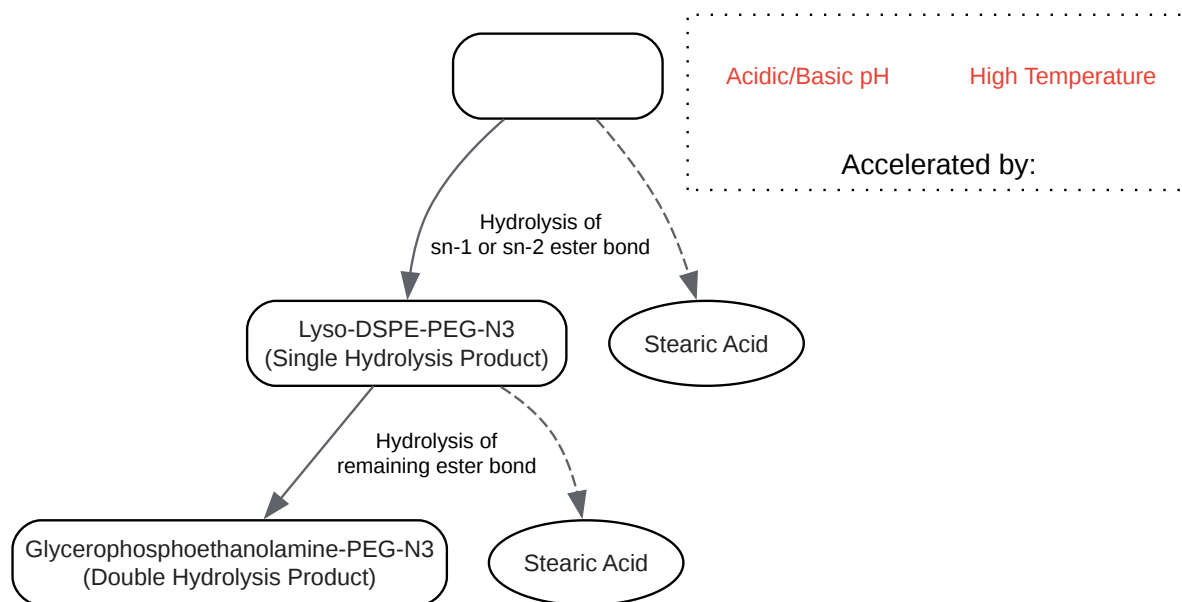 Acidic/Basic pH
High Temperature
Accelerated by:
Hydrolysis of
sn-1 or sn-2 ester bond
Lyso-DSPE-PEG-N3
(Single Hydrolysis Product)
Stearic Acid
Hydrolysis of
remaining ester bond
Glycerophosphoethanolamine-PEG-N3
(Double Hydrolysis Product)
Stearic Acid